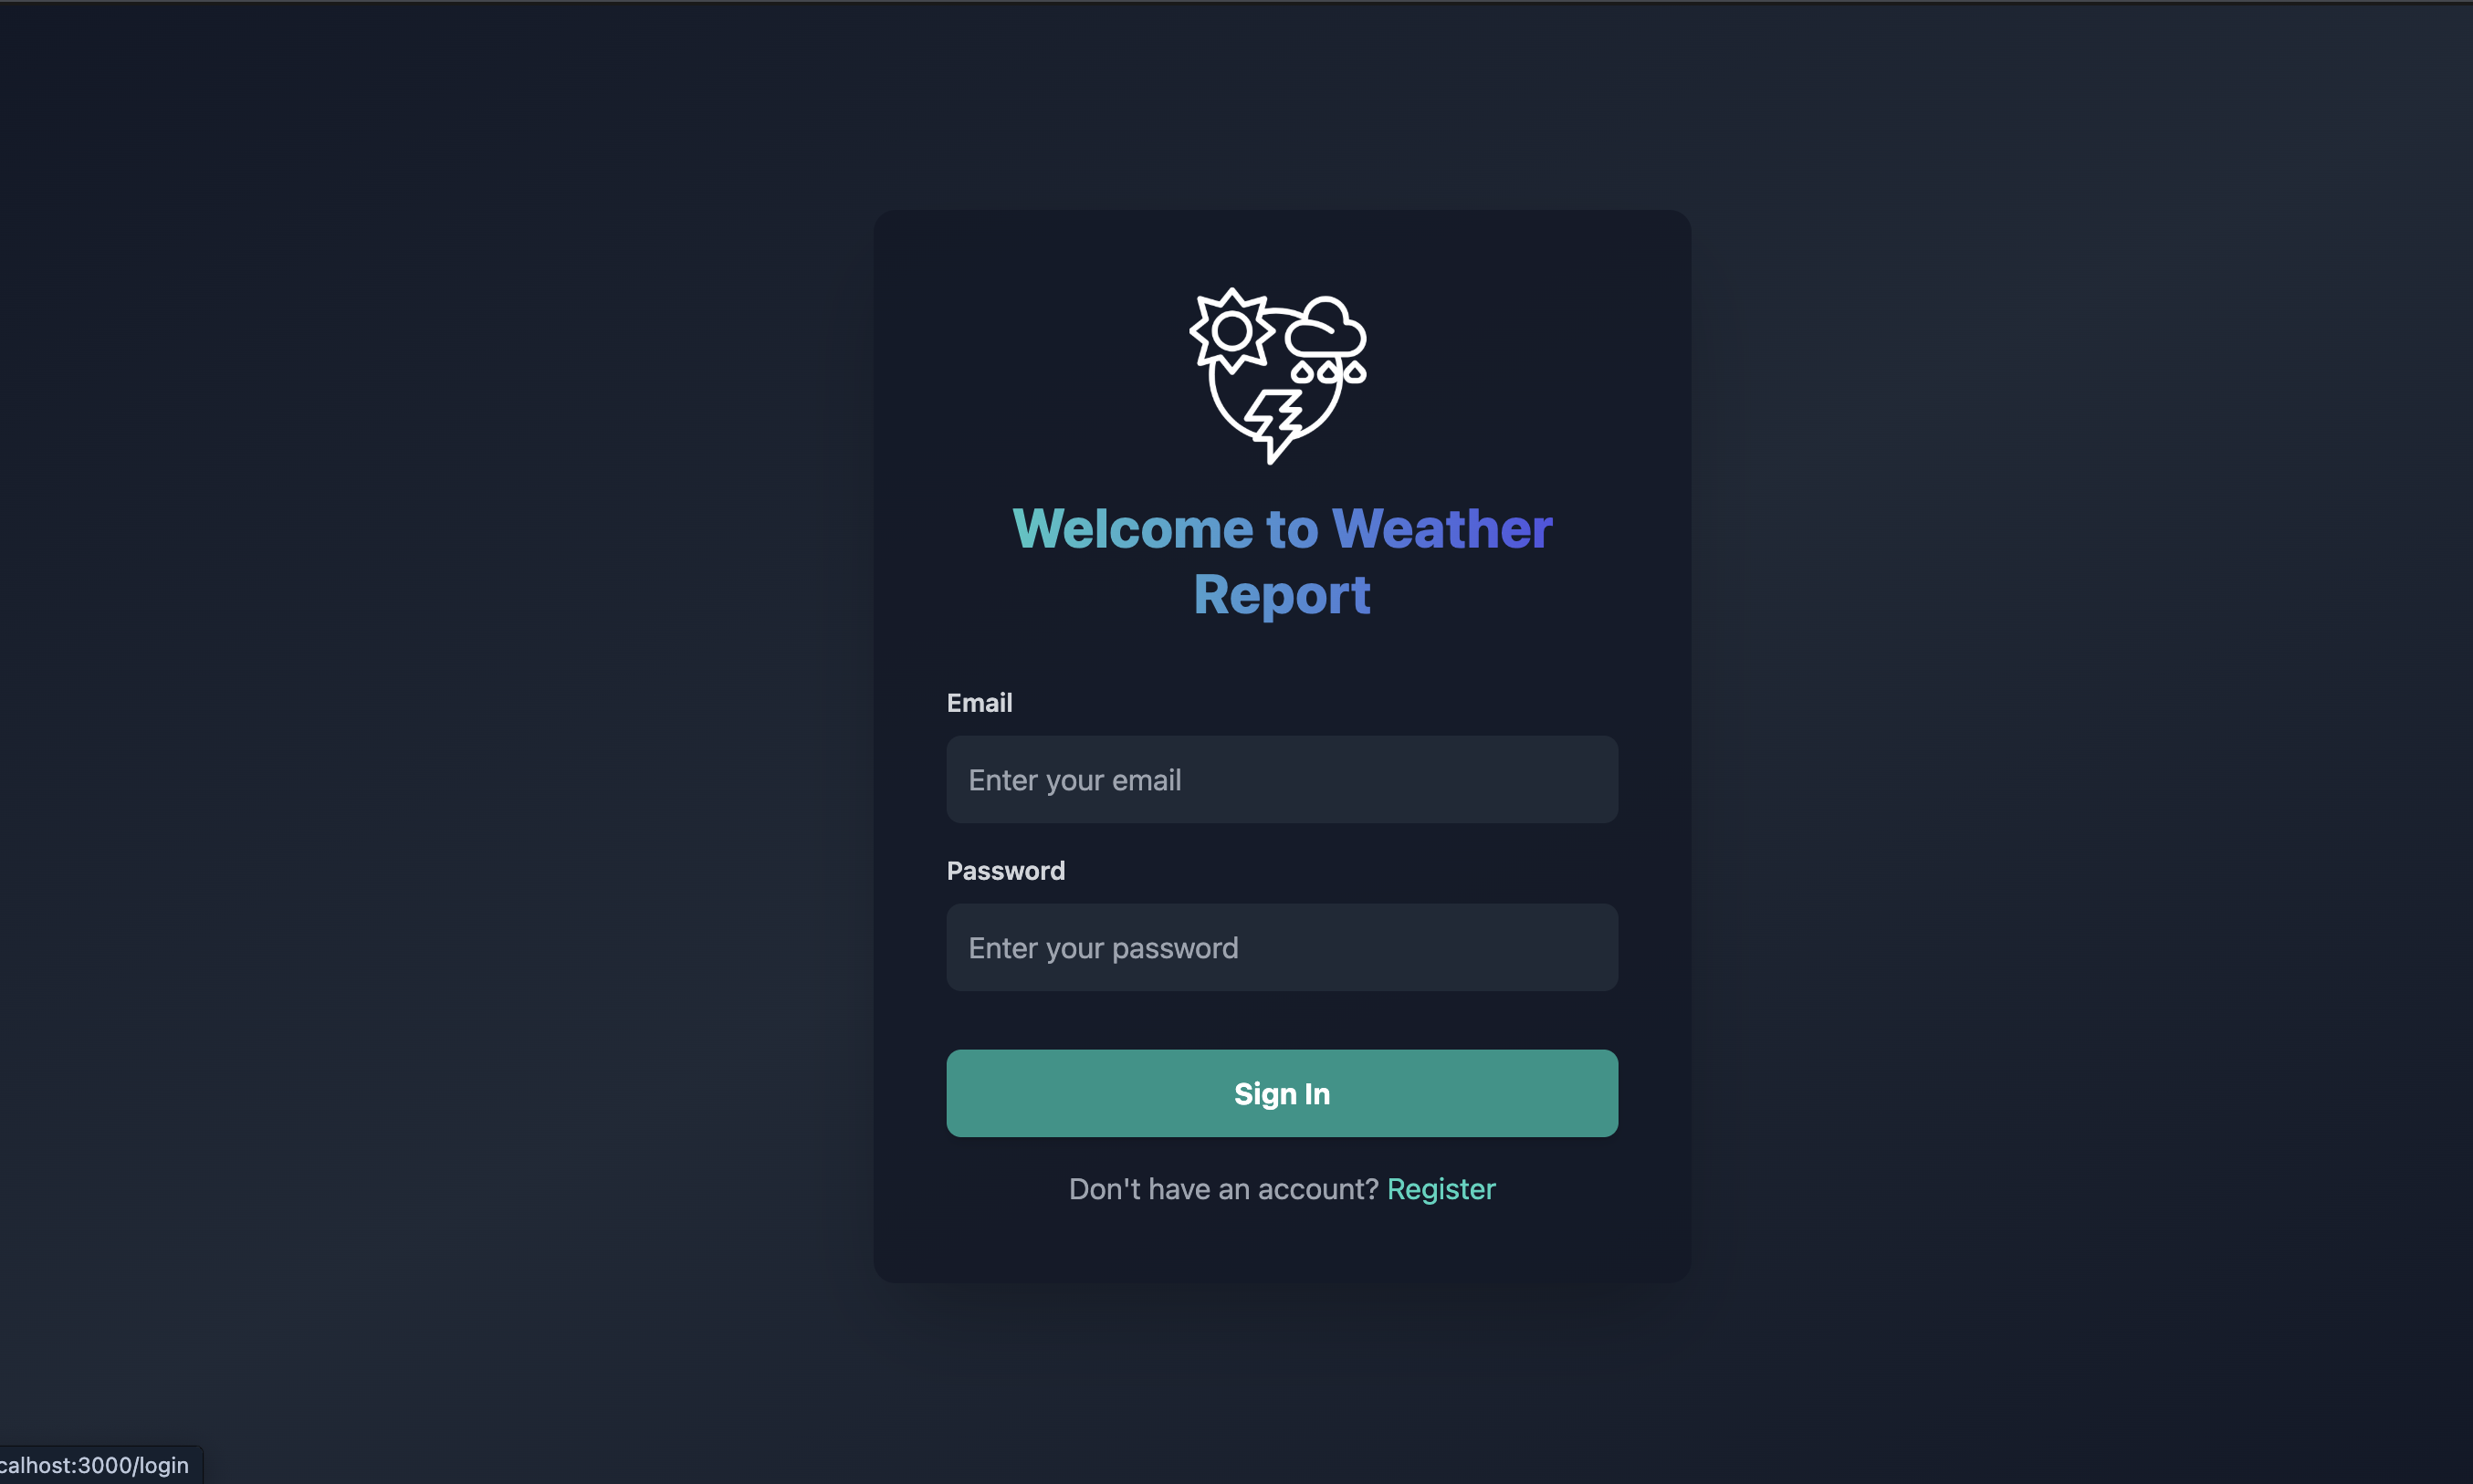 Welcome to Weather
Report
Email
Enter your email
Password
Enter your password
Sign In
Don't have an account? Register
calhost:3000/login